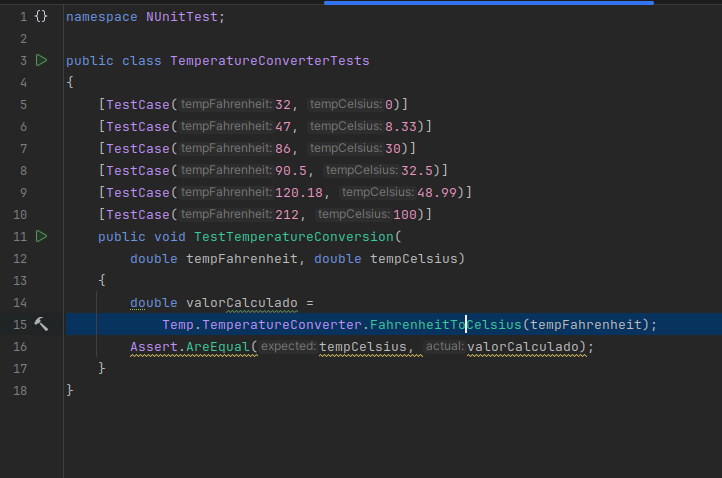 1 {} namespace NUnitTest;
2
3 public class TemperatureConverterTests
4 {
5 [TestCase( tempFahrenheit: 32, tempCelsius: 0)]
6 [TestCase( tempFahrenheit: 47, tempCelsius: 8.33)]
7 [TestCase( tempFahrenheit: 86, tempCelsius: 30)]
8 [TestCase( tempFahrenheit: 90.5, tempCelsius: 32.5)]
9 [TestCase( tempFahrenheit: 120.18, tempCelsius: 48.99)]
10 [TestCase( tempFahrenheit: 212, tempCelsius: 100)]
11 public void TestTemperatureConversion(
12 double tempFahrenheit, double tempCelsius)
13 {
14 double valorCalculado =
15 Temp.TemperatureConverter.FahrenheitToCelsius(tempFahrenheit);
16 Assert.AreEqual( expected: tempCelsius, actual: valorCalculado);
17 }
18 }